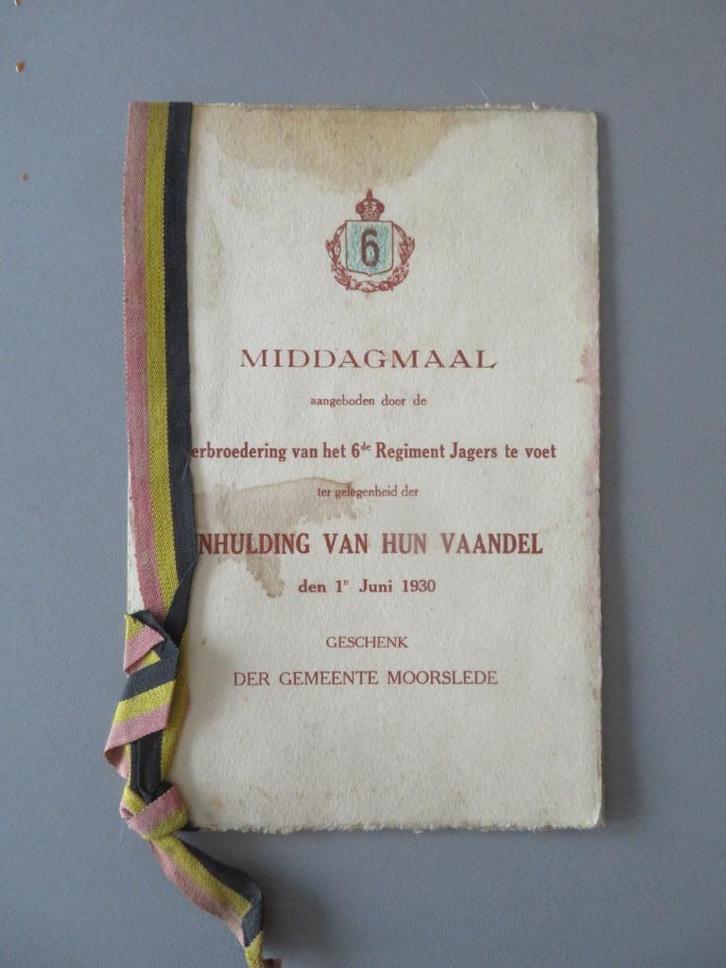 6
MIDDAGMAAL
aangeboden door de
erbroedering van het 6de Regiment Jagers te voet
ter gelegenheid der
NHULDING VAN HUN VAANDEL
den 1n Juni 1930
GESCHENK
DER GEMEENTE MOORSLEDE